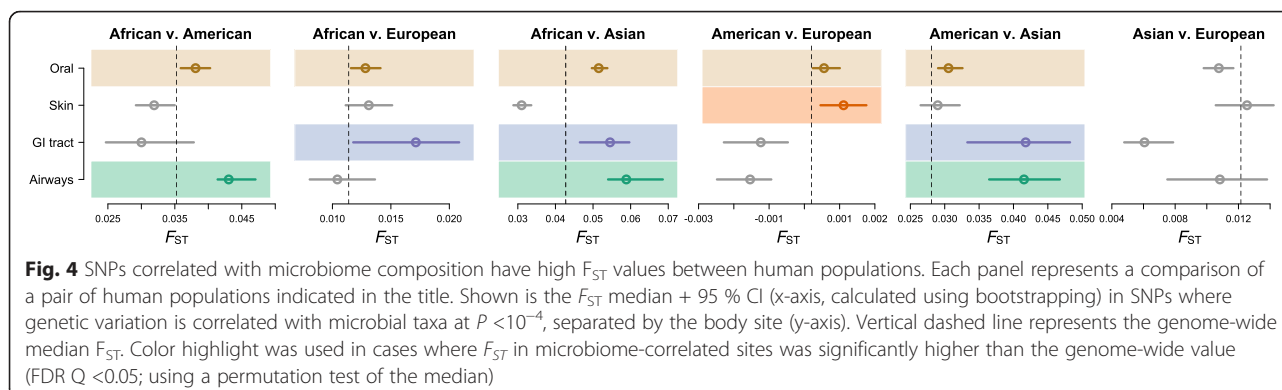 African v. American
African v. European
African v. Asian
American v. European
American v. Asian
Asian v. European
Oral
Skin
GI tract
Airways
0.025 0.035 0.045
0.010 0.015 0.020
0.03 0.04 0.05 0.06 0.07
-0.003 -0.001 0.001 0.002
0.025 0.030 0.035 0.040 0.045 0.050
0.004 0.008 0.012
FST
FST
FST
FST
FST
FST
Fig. 4 SNPs correlated with microbiome composition have high FST values between human populations. Each panel represents a comparison of
a pair of human populations indicated in the title. Shown is the FST median + 95 % CI (x-axis, calculated using bootstrapping) in SNPs where
genetic variation is correlated with microbial taxa at P <10−4, separated by the body site (y-axis). Vertical dashed line represents the genome-wide
median FST. Color highlight was used in cases where FST in microbiome-correlated sites was significantly higher than the genome-wide value
(FDR Q <0.05; using a permutation test of the median)